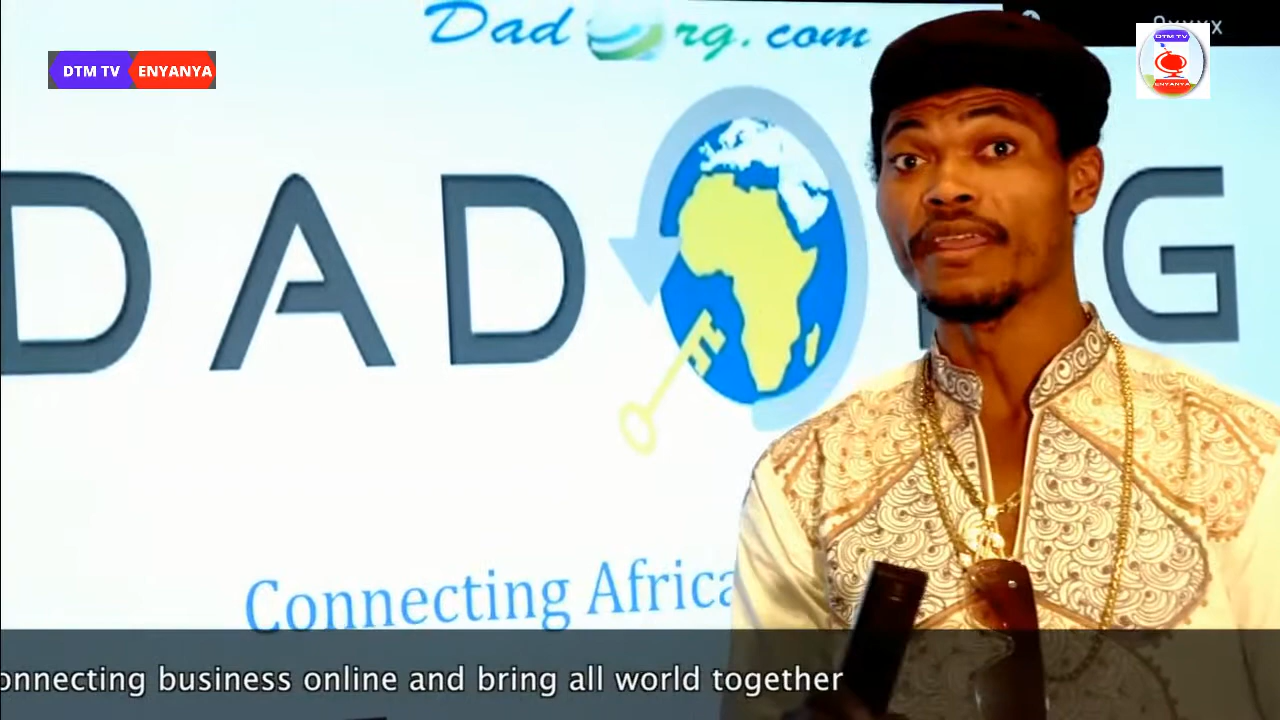 Dad rg.com
DTM TV ENYANYA
DTM TV
ENYANYA
DAD G
Connecting Africa
onnecting business online and bring all world together